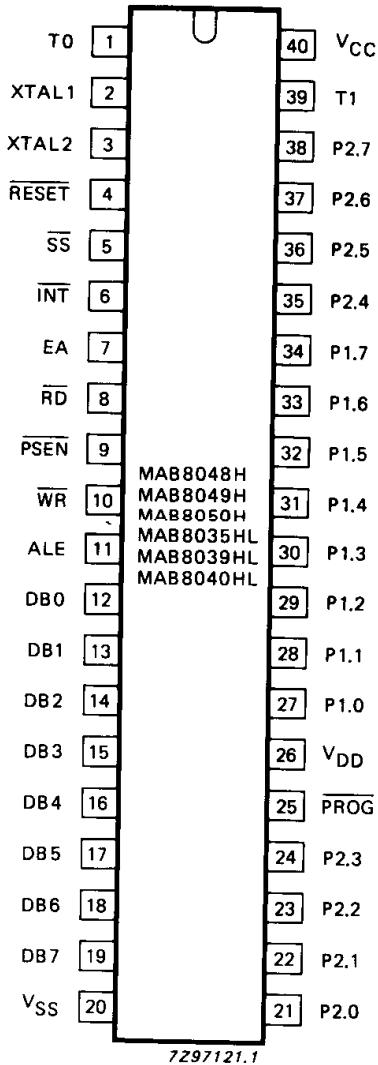 T0 1 40 VCC
XTAL1 2 39 T1
XTAL2 3 38 P2.7
RESET 4 37 P2.6
SS 5 36 P2.5
INT 6 35 P2.4
EA 7 34 P1.7
RD 8 33 P1.6
PSEN 9 32 P1.5
MAB8048H
MAB8049H
MAB8050H
MAB8035HL
MAB8039HL
MAB8040HL
WR 10 31 P1.4
ALE 11 30 P1.3
DB0 12 29 P1.2
DB1 13 28 P1.1
DB2 14 27 P1.0
DB3 15 26 VDD
DB4 16 25 PROG
DB5 17 24 P2.3
DB6 18 23 P2.2
DB7 19 22 P2.1
VSS 20 21 P2.0
7Z97121.1